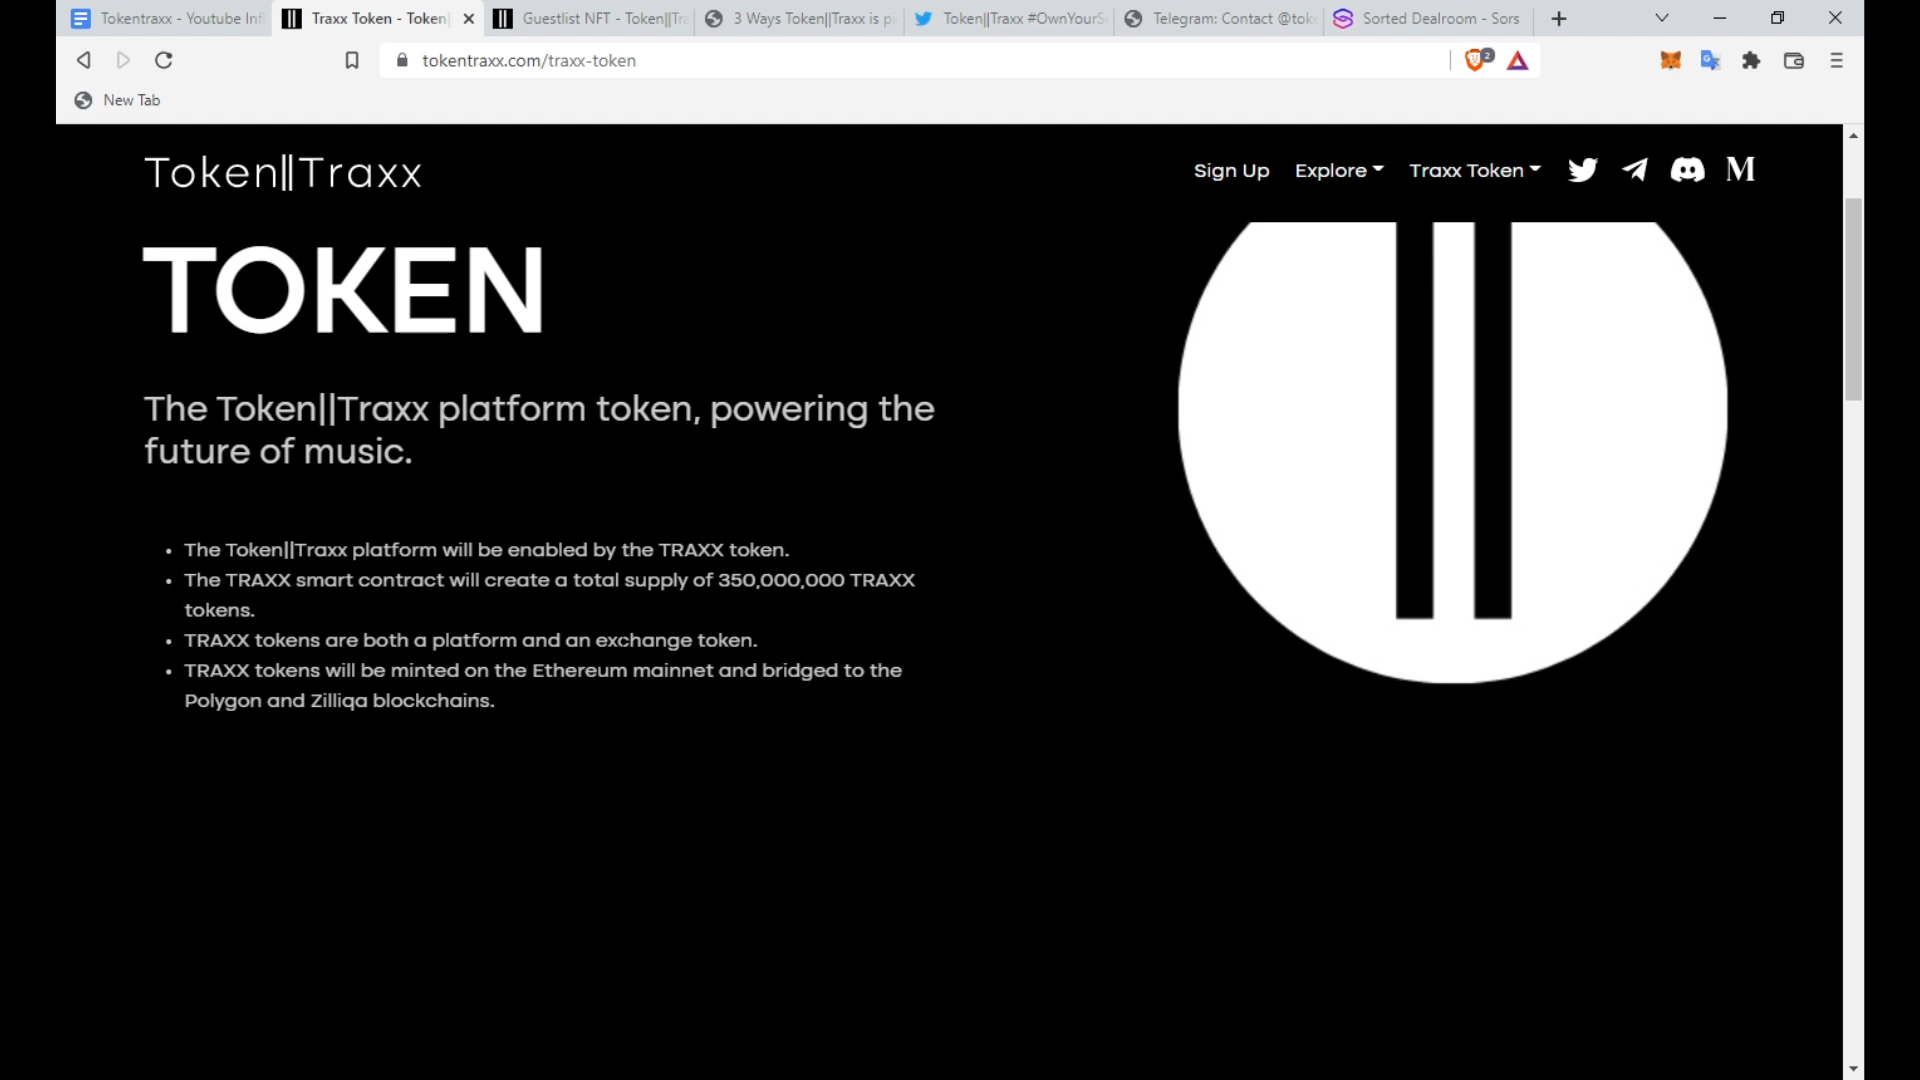 Tokentraxx - Youtube Inf
Traxx Token - Token|
Guestlist NFT - Token||Tra
3 Ways Token||Traxx is pi
Token||Traxx #OwnYourS
Telegram: Contact @toke
Sorted Dealroom - Sors
tokentraxx.com/traxx-token
2
New Tab
Token||Traxx
Sign Up
Explore
Traxx Token
M
TOKEN
The Token||Traxx platform token, powering the
future of music.
• The Token||Traxx platform will be enabled by the TRAXX token.
• The TRAXX smart contract will create a total supply of 350,000,000 TRAXX
tokens.
• TRAXX tokens are both a platform and an exchange token.
• TRAXX tokens will be minted on the Ethereum mainnet and bridged to the
Polygon and Zilliqa blockchains.